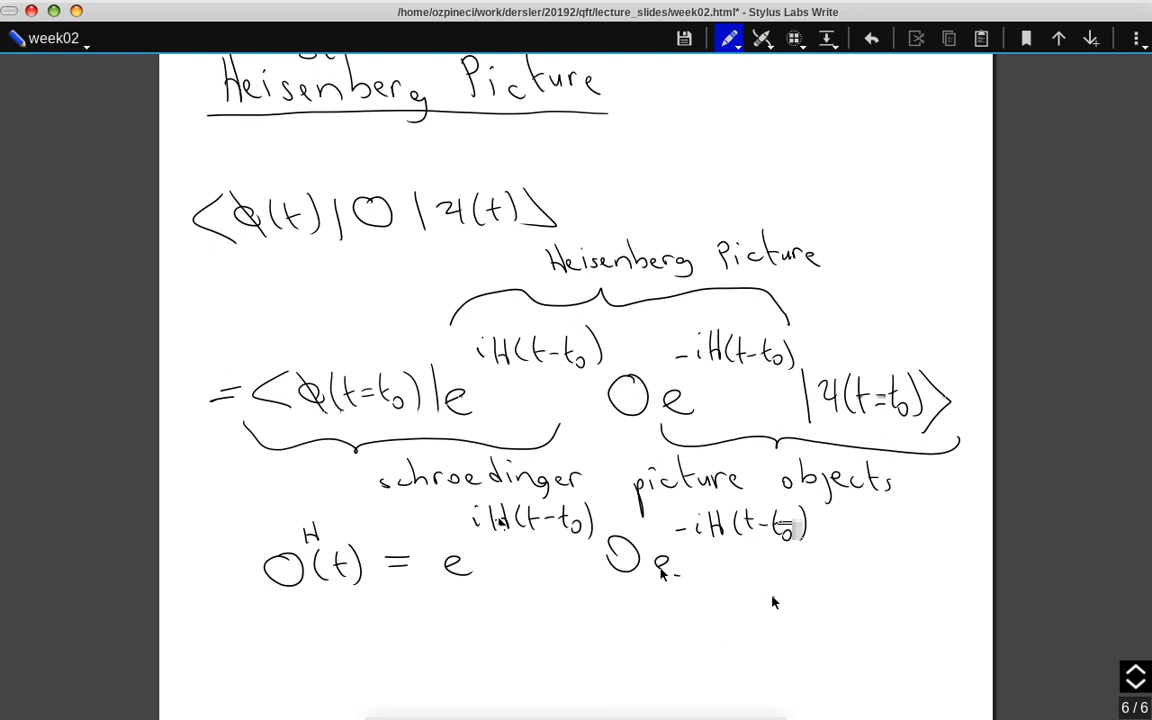 /home/ozpineci/work/dersler/20192/qft/lecture_slides/week02.html* - Stylus Labs Write
week02
Heisenberg Picture
<ϕ(t)|O|ψ(t)>
Heisenberg Picture
= <ϕ(t=t₀)|e^{iH(t-t₀)} O e^{-iH(t-t₀)} |ψ(t=t₀)>
schroedinger picture objects
O^H(t) = e^{iH(t-t₀)} O e^{-iH(t-t₀)}
6 / 6